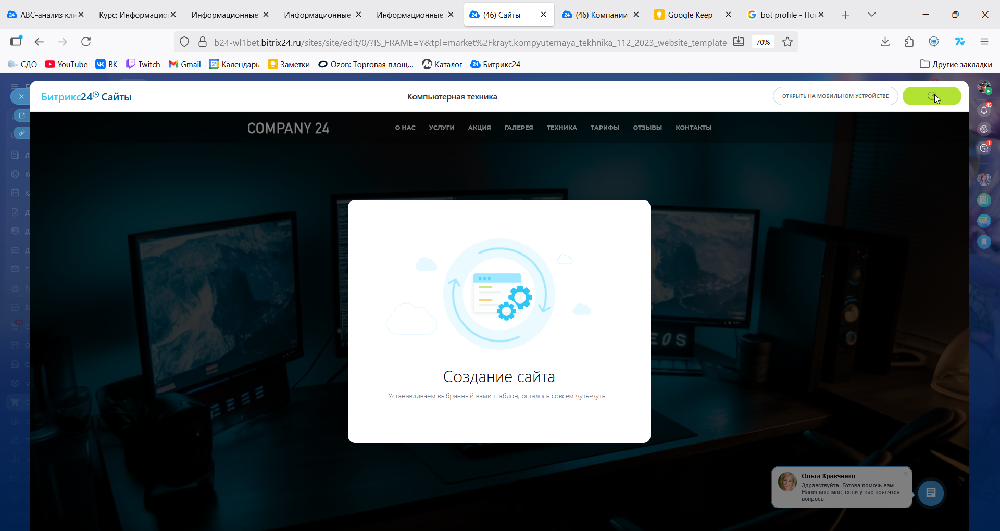 АВС-анализ кли
Курс: Информацио
Информационные
Информационные
Информационные
(46) Сайты
(46) Компании
Google Keep
bot profile - По
b24-wl1bet.bitrix24.ru/sites/site/edit/0/?IS_FRAME=Y&tpl=market%2Fkrayt.kompyuternaya_tekhnika_112_2023_website_template
70%
СДО
YouTube
ВК
Twitch
Gmail
Календарь
Заметки
Ozon: Торговая площ...
Каталог
Битрикс24
Другие закладки
Битрикс24 Сайты
Компьютерная техника
ОТКРЫТЬ НА МОБИЛЬНОМ УСТРОЙСТВЕ
45
1
27
COMPANY 24
О НАС
УСЛУГИ
АКЦИЯ
ГАЛЕРЕЯ
ТЕХНИКА
ТАРИФЫ
ОТЗЫВЫ
КОНТАКТЫ
Создание сайта
Устанавливаем выбранный вами шаблон, осталось совсем чуть-чуть..
Ольга Кравченко
Здравствуйте! Готова помочь вам.
Напишите мне, если у вас появятся
вопросы.